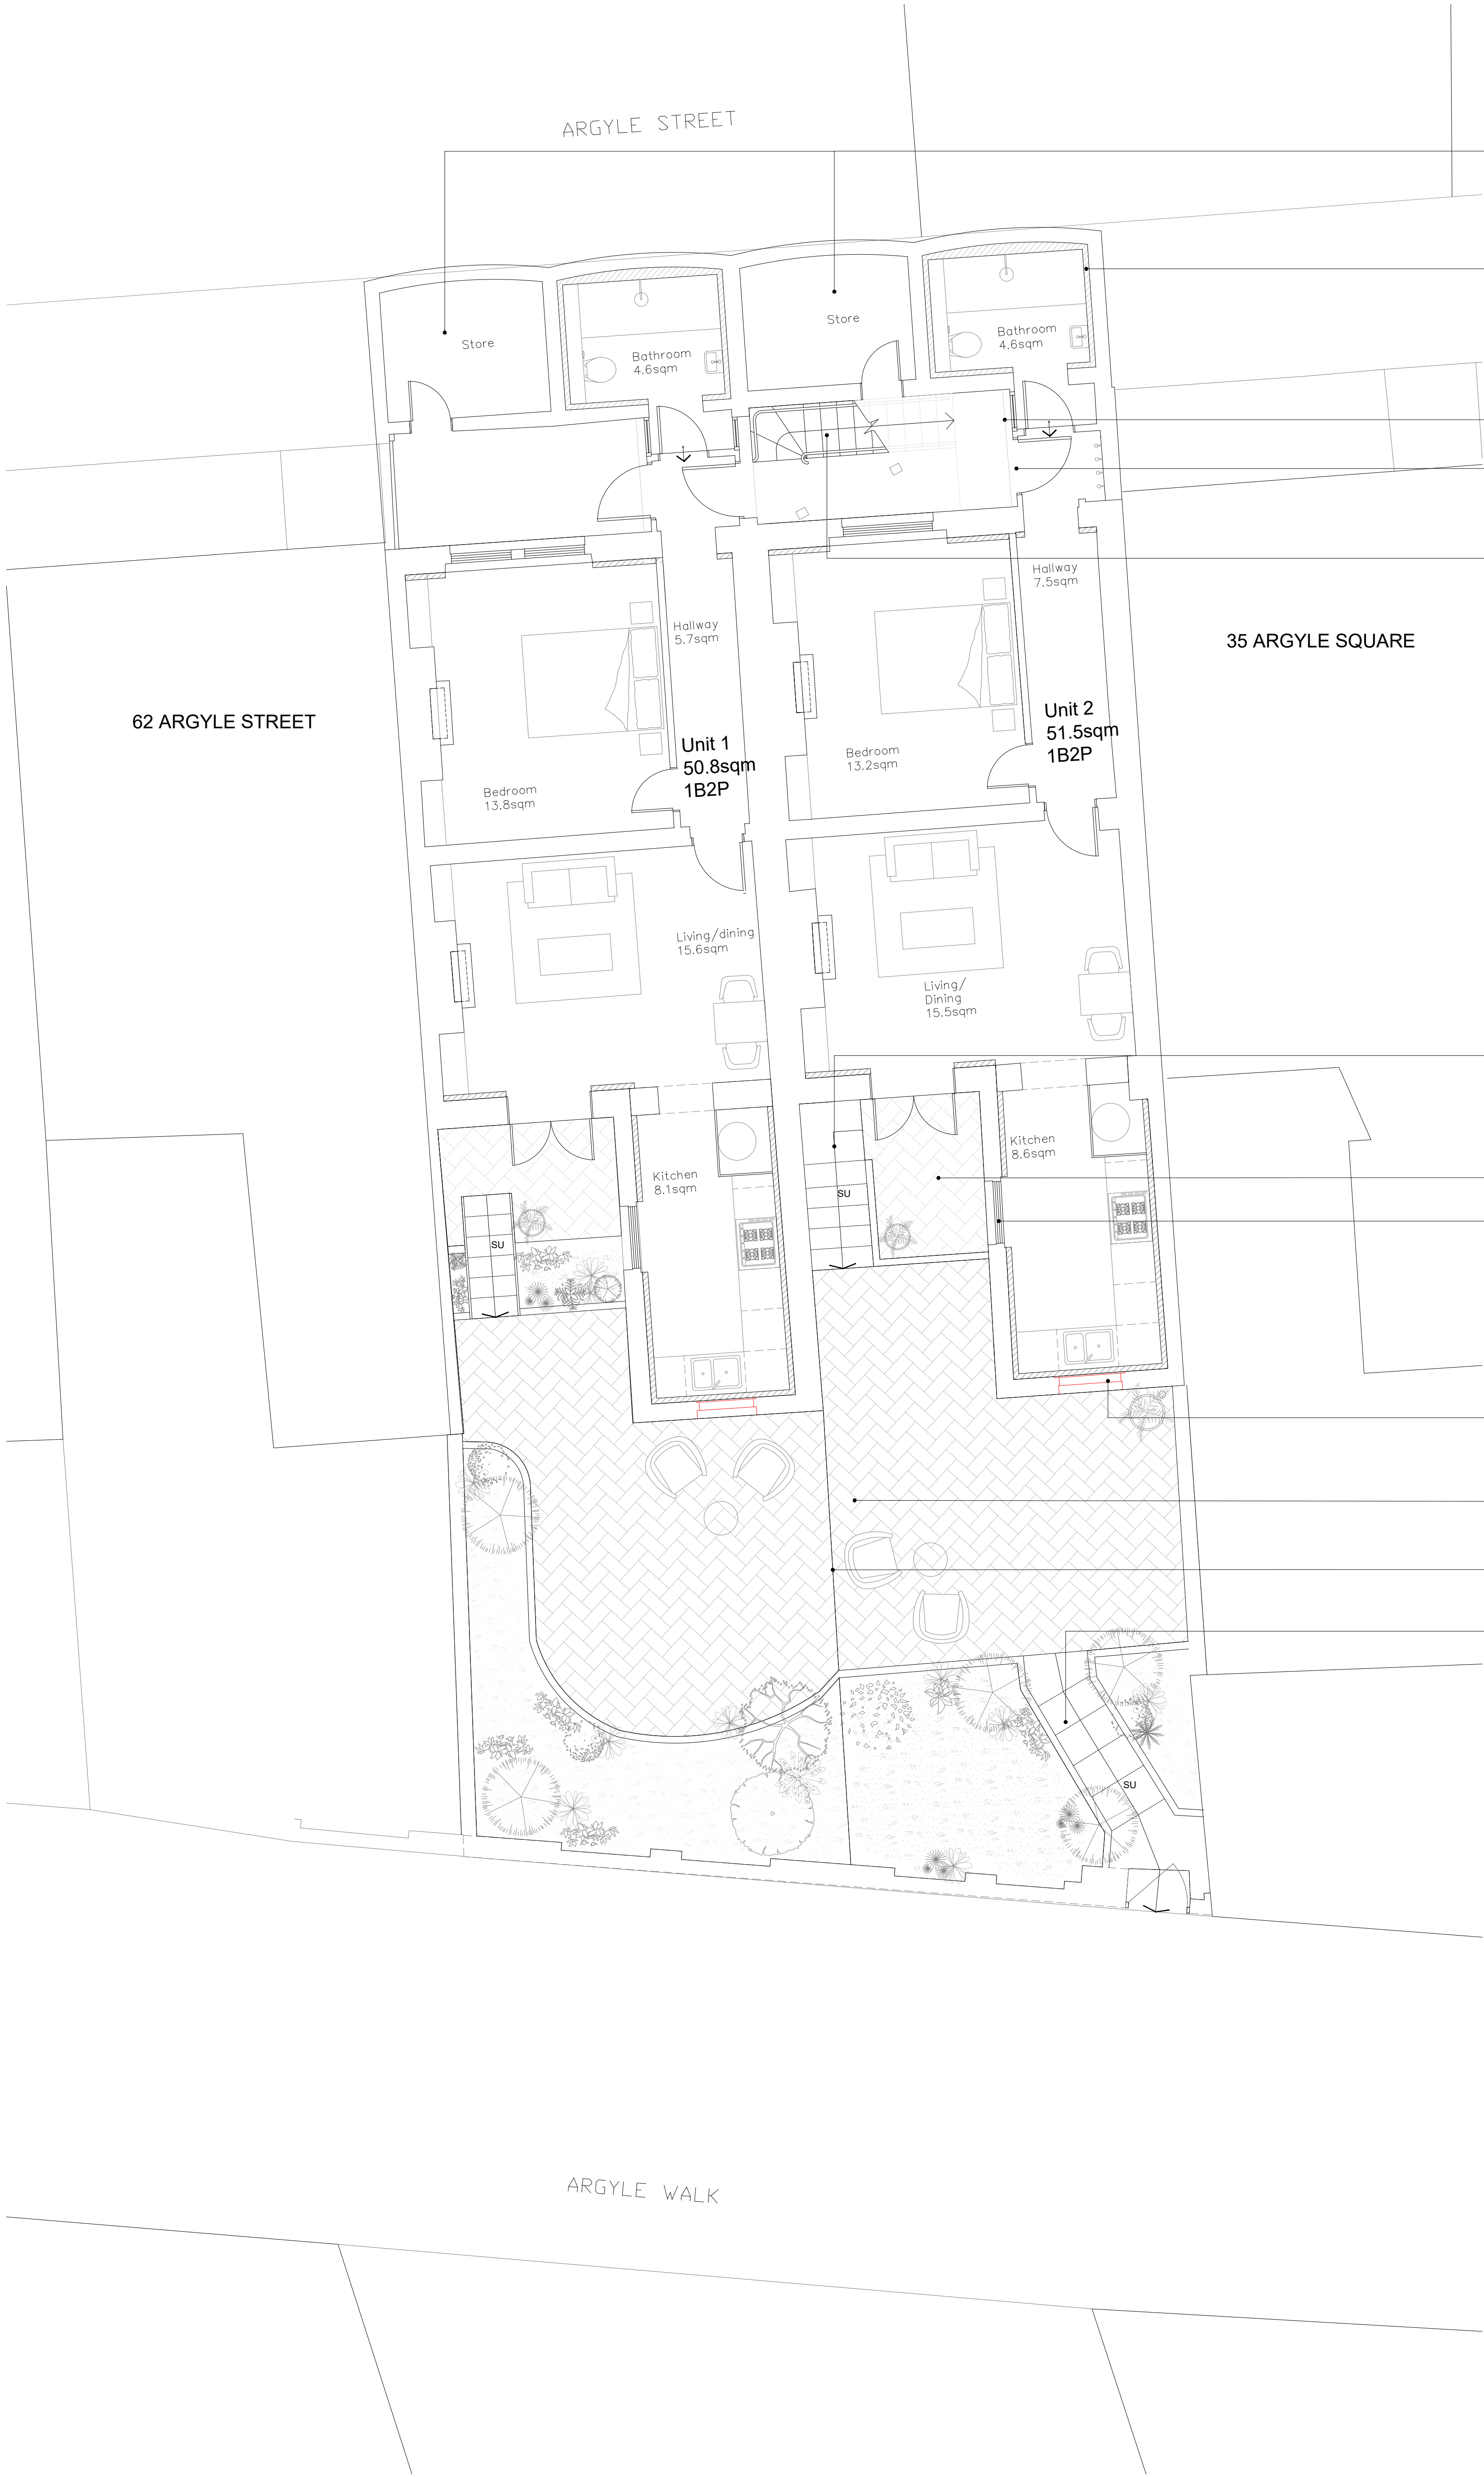 ARGYLE STREET
Store
Bathroom
4.6sqm
Store
Bathroom
4.6sqm
Hallway
5.7sqm
Hallway
7.5sqm
62 ARGYLE STREET
35 ARGYLE SQUARE
Unit 1
50.8sqm
1B2P
Unit 2
51.5sqm
1B2P
Bedroom
13.8sqm
Bedroom
13.2sqm
Living/dining
15.6sqm
Living/
Dining
15.5sqm
Kitchen
8.1sqm
Kitchen
8.6sqm
SU
SU
SU
ARGYLE WALK